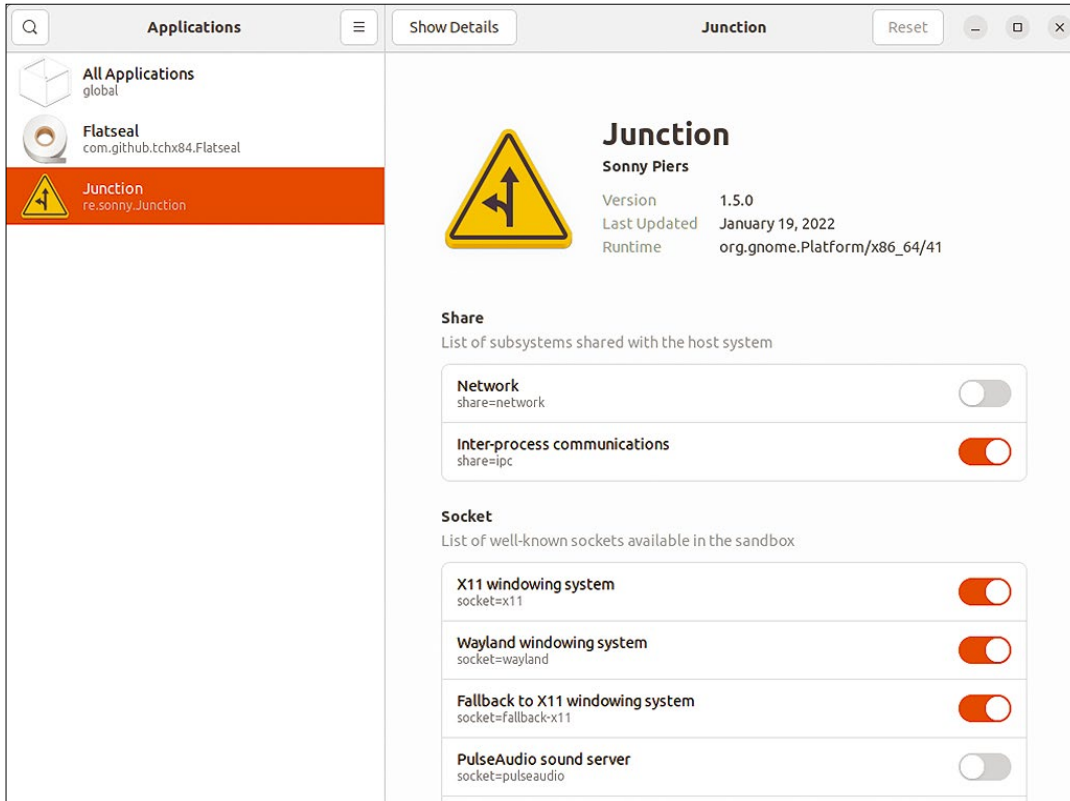 Applications
Show Details
Junction
Reset
All Applications
global
Flatseal
com.github.tchx84.Flatseal
Junction
re.sonny.Junction
Junction
Sonny Piers
Version 1.5.0
Last Updated January 19, 2022
Runtime org.gnome.Platform/x86_64/41
Share
List of subsystems shared with the host system
Network
share=network
Inter-process communications
share=ipc
Socket
List of well-known sockets available in the sandbox
X11 windowing system
socket=x11
Wayland windowing system
socket=wayland
Fallback to X11 windowing system
socket=fallback-x11
PulseAudio sound server
socket=pulseaudio